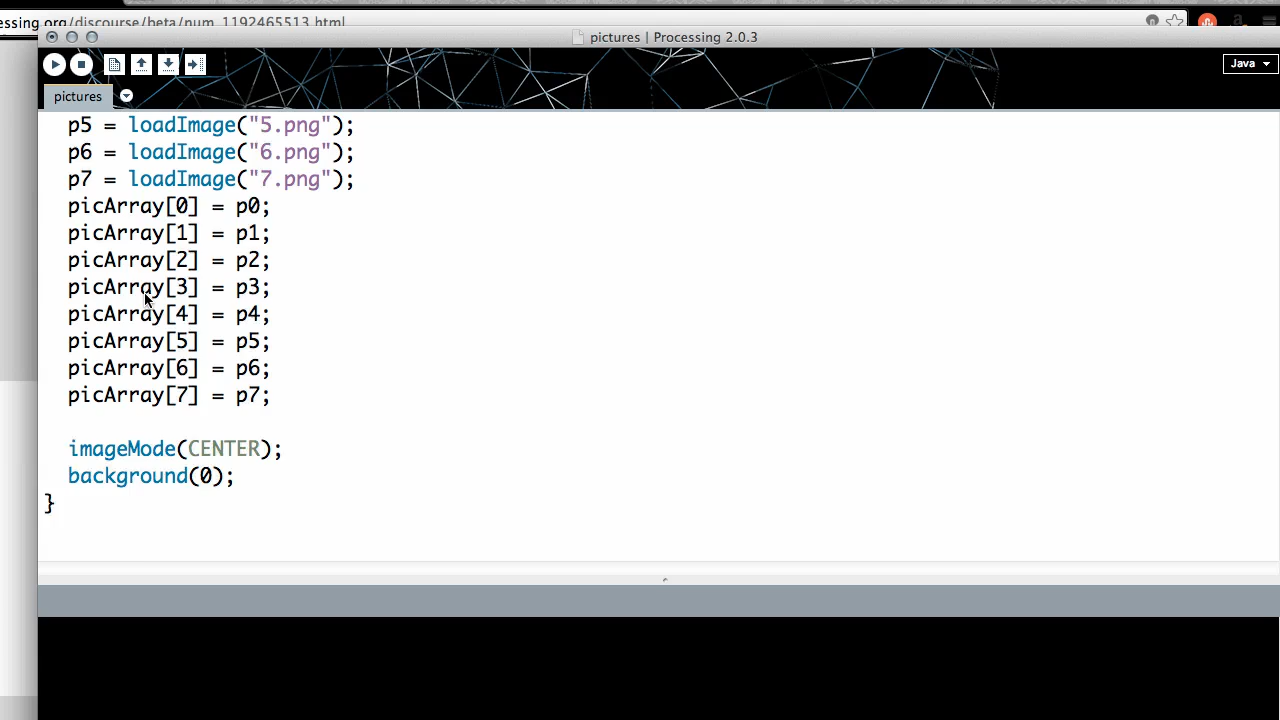 essing.org/discourse/beta/num_1192465513.html
pictures | Processing 2.0.3
Java
pictures
p5 = loadImage("5.png");
p6 = loadImage("6.png");
p7 = loadImage("7.png");
picArray[0] = p0;
picArray[1] = p1;
picArray[2] = p2;
picArray[3] = p3;
picArray[4] = p4;
picArray[5] = p5;
picArray[6] = p6;
picArray[7] = p7;
imageMode(CENTER);
background(0);
}